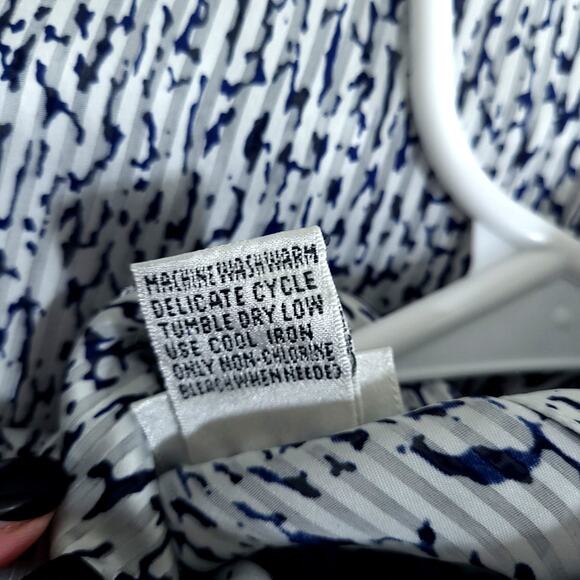 MACHINE WASH WARM
DELICATE CYCLE
TUMBLE DRY LOW
USE COOL IRON
ONLY NON-CHLORINE
BLEACH WHEN NEEDED